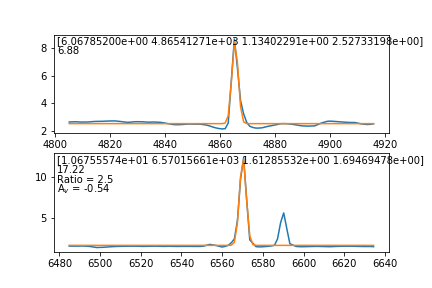 [6.06785200e+00 4.86541271e+03 1.13402291e+00 2.52733198e+00]
6.88
8
6
4
2
4800 4820 4840 4860 4880 4900 4920
[1.06755574e+01 6.57015661e+03 1.61285532e+00 1.69469478e+00]
17.22
Ratio = 2.5
Av = -0.54
10
5
6480 6500 6520 6540 6560 6580 6600 6620 6640